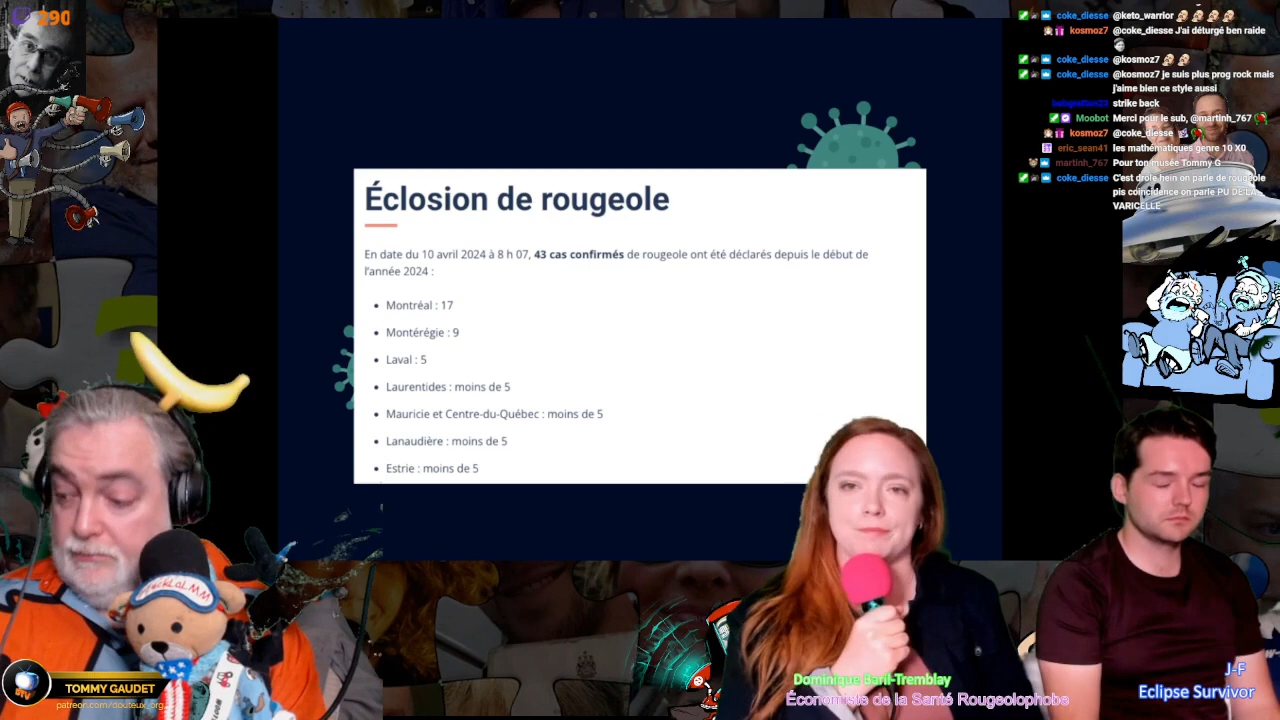 290
coke_diesse @keto_warrior
kosmoz7 @coke_diesse J'ai déturgé ben raide
coke_diesse @kosmoz7
coke_diesse @kosmoz7 je suis plus prog rock mais
j'aime bien ce style aussi
strike back
Moobot Merci pour le sub, @martinh_767
kosmoz7 @coke_diesse
eric_sean41 les mathématiques genre 10 X0
martinh_767 Pour ton musée Tommy G
coke_diesse C'est drole hein on parle de rougeole
pis coincidence on parle PU DE LA
VARICELLE
Éclosion de rougeole
En date du 10 avril 2024 à 8 h 07, 43 cas confirmés de rougeole ont été déclarés depuis le début de
l'année 2024 :
• Montréal : 17
• Montérégie : 9
• Laval : 5
• Laurentides : moins de 5
• Mauricie et Centre-du-Québec : moins de 5
• Lanaudière : moins de 5
• Estrie : moins de 5
TOMMY GAUDET
patreon.com/douteux_org
Dominique Baril-Tremblay
Économiste de la Santé Rougeolophobe
J-F
Eclipse Survivor